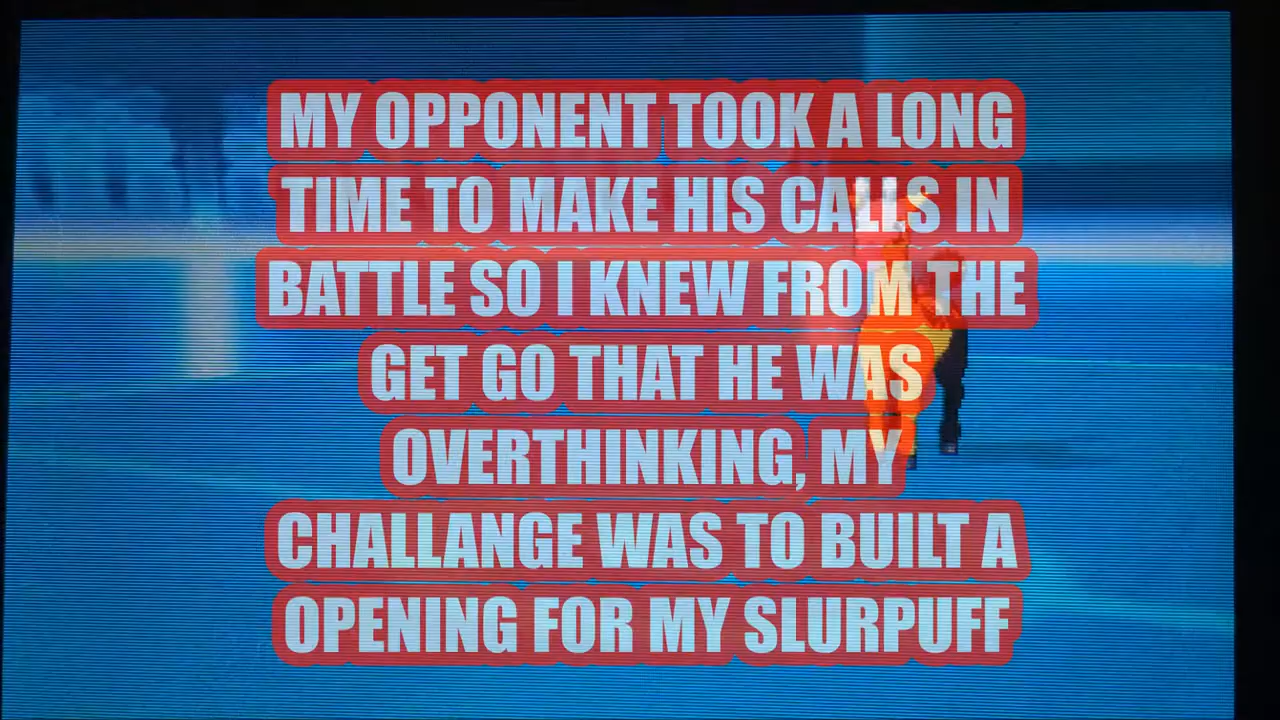 MY OPPONENT TOOK A LONG
TIME TO MAKE HIS CALLS IN
BATTLE SO I KNEW FROM THE
GET GO THAT HE WAS
OVERTHINKING, MY
CHALLANGE WAS TO BUILT A
OPENING FOR MY SLURPUFF